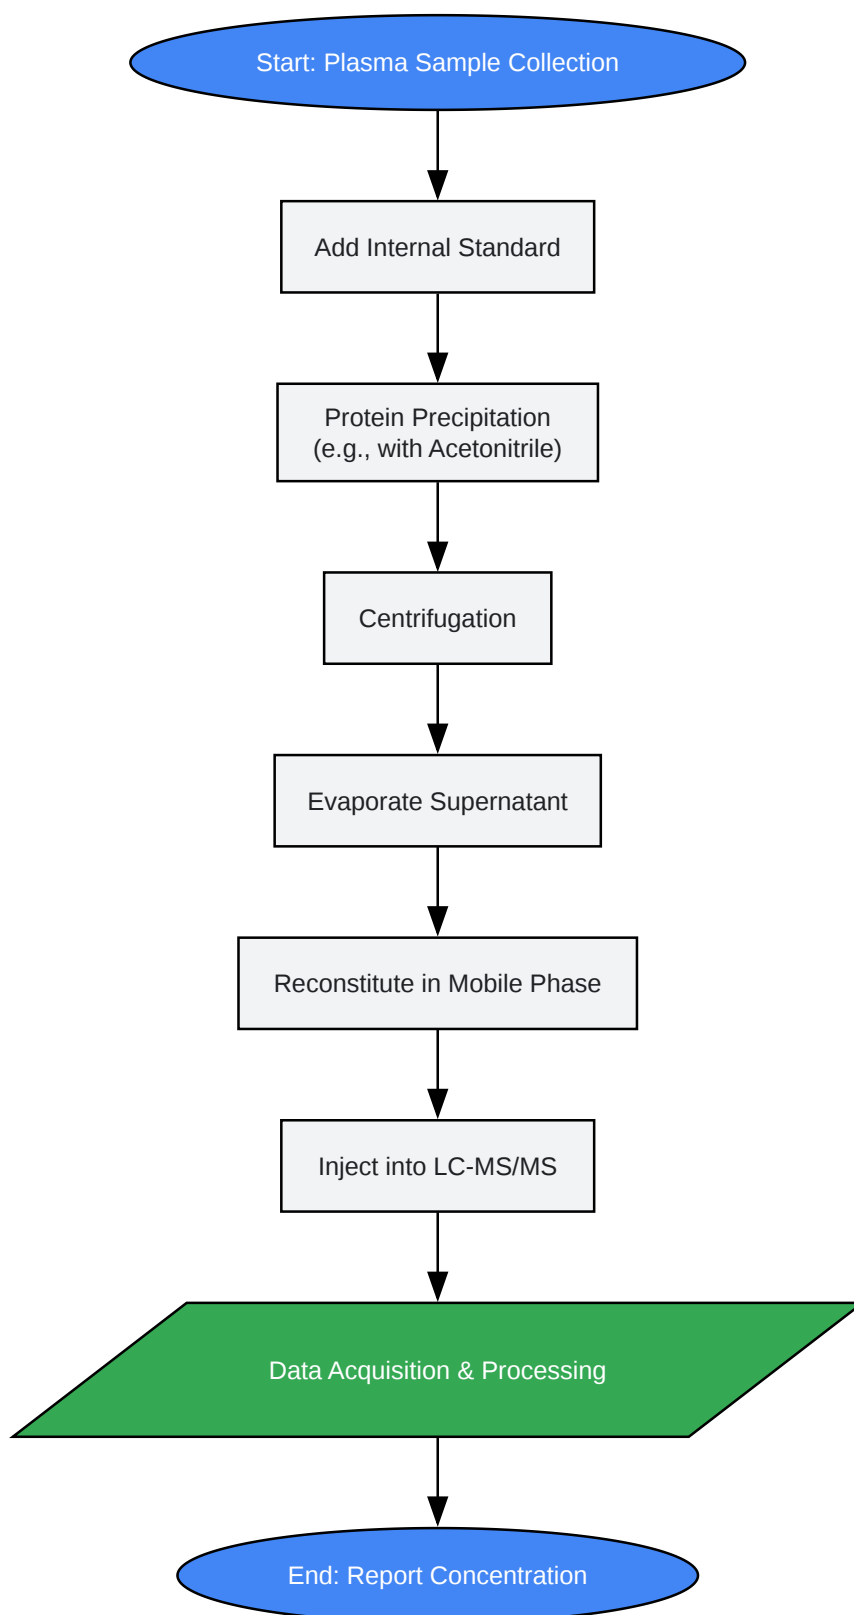 Start: Plasma Sample Collection
Add Internal Standard
Protein Precipitation
(e.g., with Acetonitrile)
Centrifugation
Evaporate Supernatant
Reconstitute in Mobile Phase
Inject into LC-MS/MS
Data Acquisition & Processing
End: Report Concentration